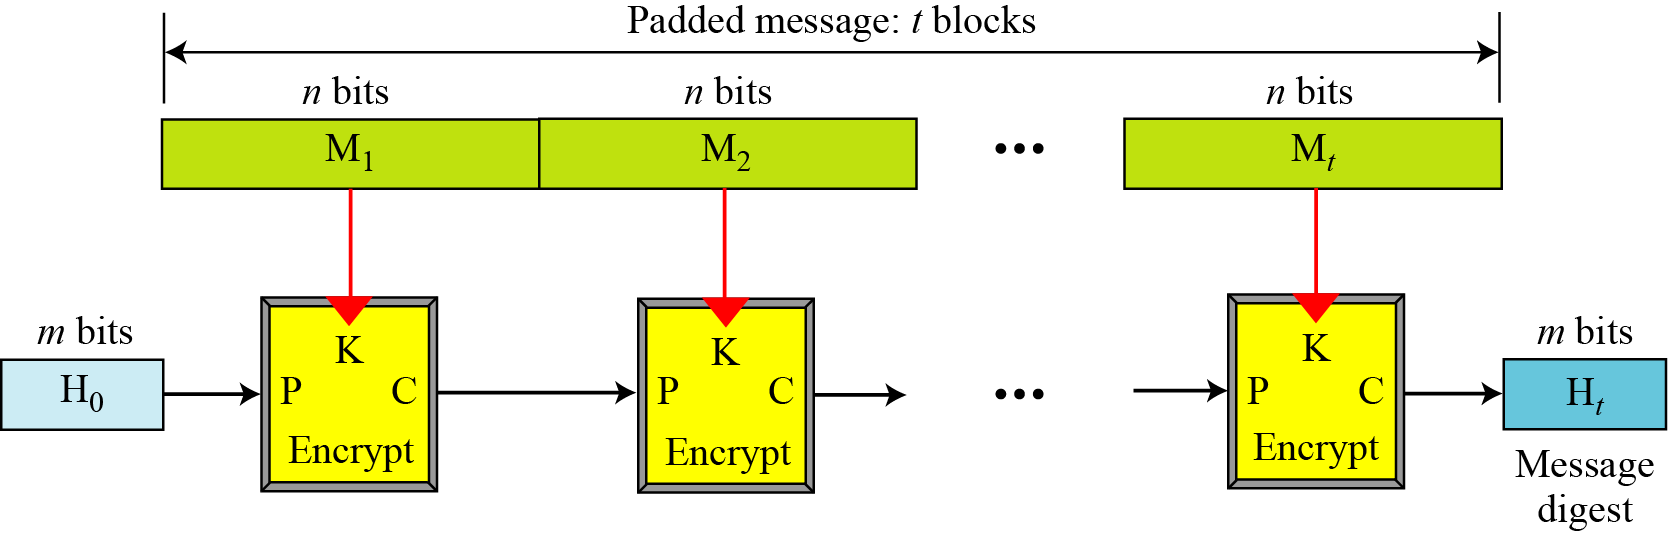 Padded message: t blocks
n bits n bits n bits
M1 M2 ... Mt
m bits m bits
K K K
H0 P C P C ... P C Ht
Encrypt Encrypt Encrypt
Message
digest